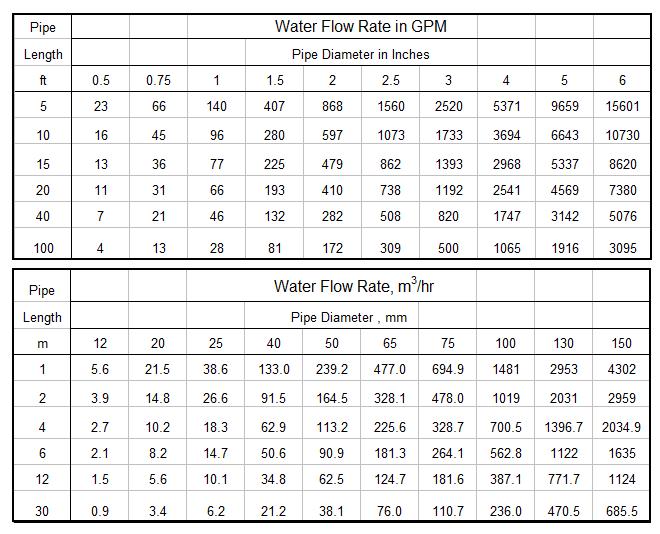 Pipe Water Flow Rate in GPM
Length Pipe Diameter in Inches
ft 0.5 0.75 1 1.5 2 2.5 3 4 5 6
5 23 66 140 407 868 1560 2520 5371 9659 15601
10 16 45 96 280 597 1073 1733 3694 6643 10730
15 13 36 77 225 479 862 1393 2968 5337 8620
20 11 31 66 193 410 738 1192 2541 4569 7380
40 7 21 46 132 282 508 820 1747 3142 5076
100 4 13 28 81 172 309 500 1065 1916 3095
Pipe Water Flow Rate, m³/hr
Length Pipe Diameter , mm
m 12 20 25 40 50 65 75 100 130 150
1 5.6 21.5 38.6 133.0 239.2 477.0 694.9 1481 2953 4302
2 3.9 14.8 26.6 91.5 164.5 328.1 478.0 1019 2031 2959
4 2.7 10.2 18.3 62.9 113.2 225.6 328.7 700.5 1396.7 2034.9
6 2.1 8.2 14.7 50.6 90.9 181.3 264.1 562.8 1122 1635
12 1.5 5.6 10.1 34.8 62.5 124.7 181.6 387.1 771.7 1124
30 0.9 3.4 6.2 21.2 38.1 76.0 110.7 236.0 470.5 685.5